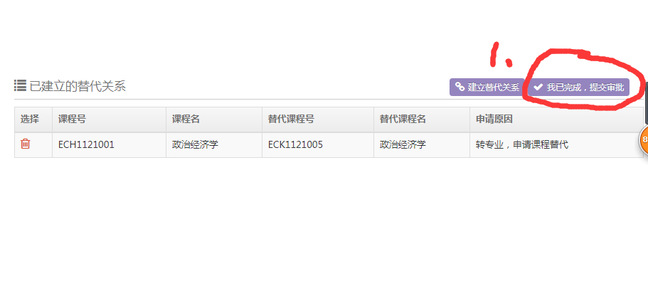 1.
已建立的替代关系
建立替代关系 我已完成，提交审批
选择 课程号 课程名 替代课程号 替代课程名 申请原因
ECH1121001 政治经济学 ECK1121005 政治经济学 转专业，申请课程替代